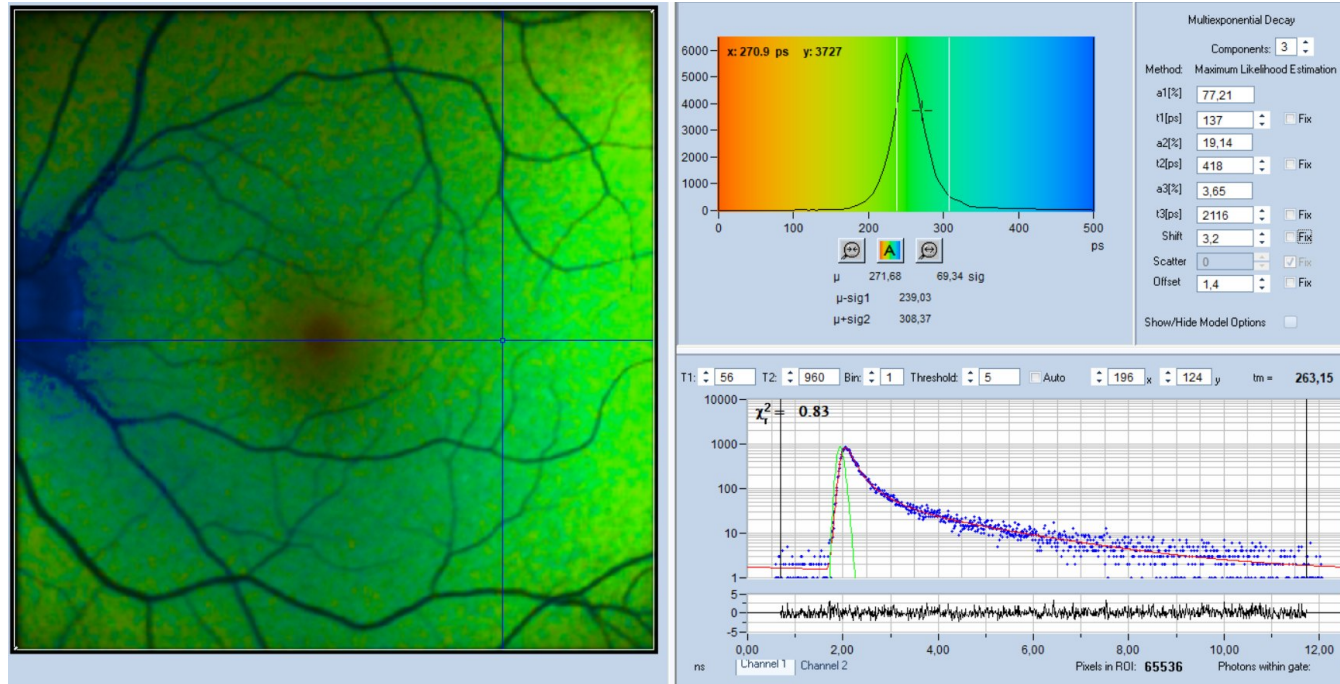 x: 270.9 ps y: 3727
6000
5000
4000
3000
2000
1000
0
0 100 200 300 400 500
ps
A
μ 271,68 69,34 sig
μ-sig1 239,03
μ+sig2 308,37
Multiexponential Decay
Components: 3
Method: Maximum Likelihood Estimation
a1[%] 77,21
t1[ps] 137 Fix
a2[%] 19,14
t2[ps] 418 Fix
a3[%] 3,65
t3[ps] 2116 Fix
Shift 3,2 Fix
Scatter 0 Fix
Offset 1,4 Fix
Show/Hide Model Options
T1: 56 T2: 960 Bin: 1 Threshold: 5 Auto 196 x 124 y tm = 263,15
χr² = 0.83
10000
1000
100
10
1
5
0
-5
0,00 2,00 4,00 6,00 8,00 10,00 12,00
ns Channel 1 Channel 2 Pixels in ROI: 65536 Photons within gate: